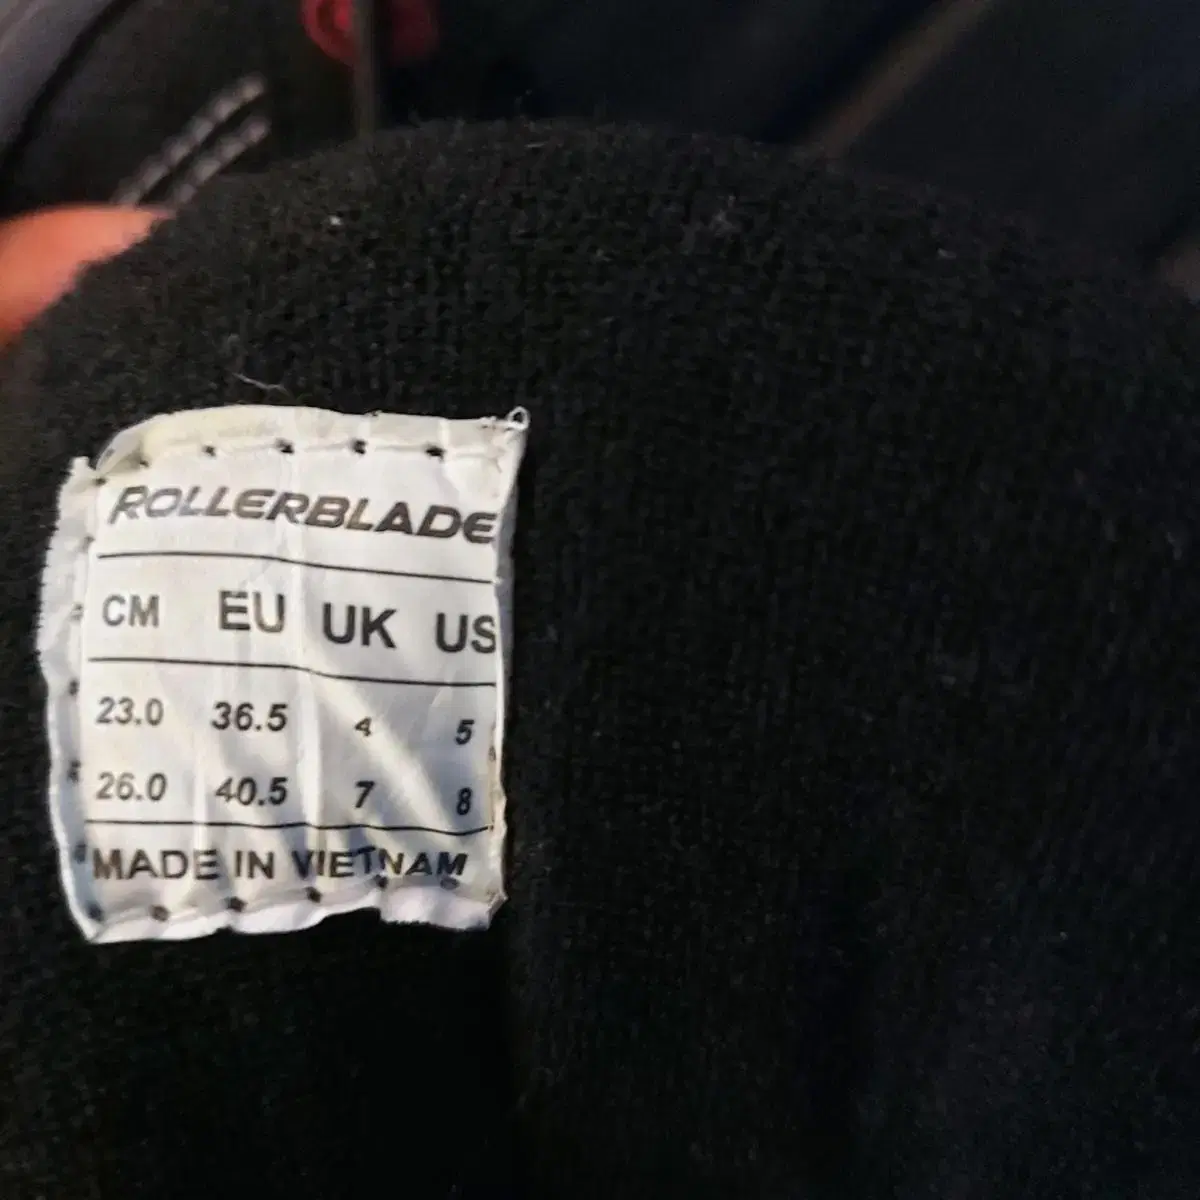 ROLLERBLADE
CM EU UK US
23.0 36.5 4 5
26.0 40.5 7 8
MADE IN VIETNAM